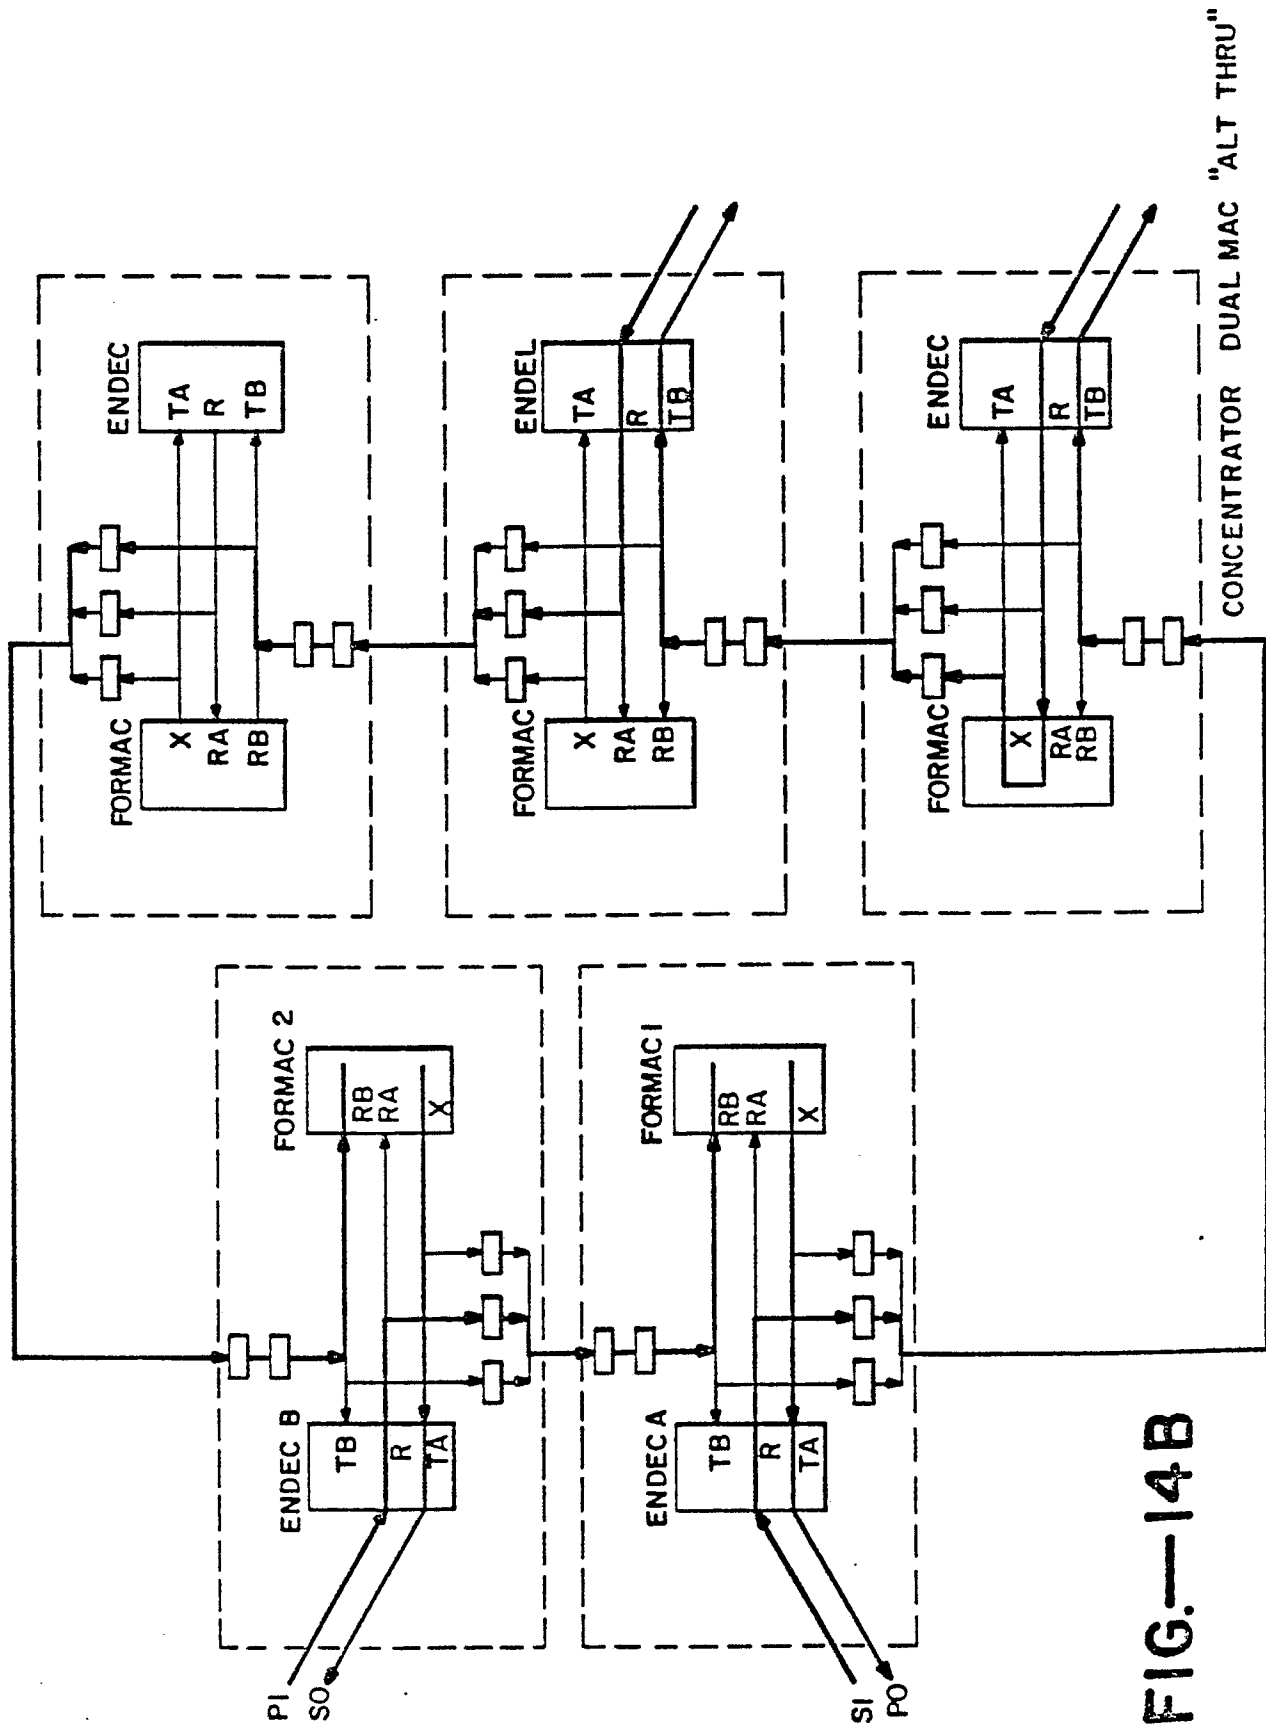 ENDEC
TA
R
TB
FORMAC
X
RA
RB
ENDEL
TA
R
TB
FORMAC
X
RA
RB
ENDEC
TA
R
TB
FORMAC
X
RA
RB
FORMAC 2
RB
RA
X
ENDEC B
TB
R
TA
PI
SO
FORMAC 1
RB
RA
X
ENDEC A
TB
R
TA
SI
PO
CONCENTRATOR DUAL MAC "ALT THRU"
FIG.—14B